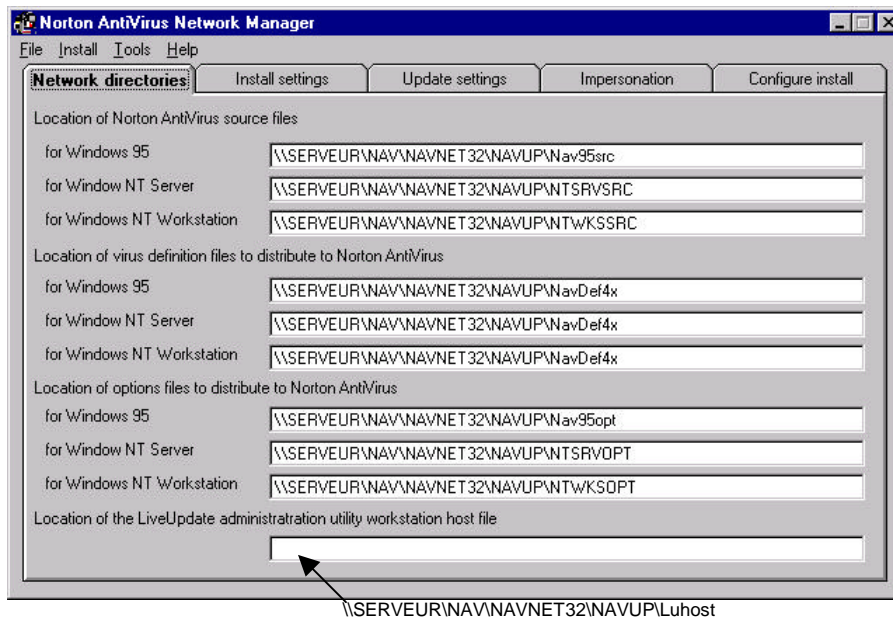 Norton AntiVirus Network Manager
File Install Tools Help
Network directories Install settings Update settings Impersonation Configure install
Location of Norton AntiVirus source files
for Windows 95 \\SERVEUR\NAV\NAVNET32\NAVUP\Nav95src
for Window NT Server \\SERVEUR\NAV\NAVNET32\NAVUP\NTSRVSRC
for Windows NT Workstation \\SERVEUR\NAV\NAVNET32\NAVUP\NTWKSSRC
Location of virus definition files to distribute to Norton AntiVirus
for Windows 95 \\SERVEUR\NAV\NAVNET32\NAVUP\NavDef4x
for Window NT Server \\SERVEUR\NAV\NAVNET32\NAVUP\NavDef4x
for Windows NT Workstation \\SERVEUR\NAV\NAVNET32\NAVUP\NavDef4x
Location of options files to distribute to Norton AntiVirus
for Windows 95 \\SERVEUR\NAV\NAVNET32\NAVUP\Nav95opt
for Window NT Server \\SERVEUR\NAV\NAVNET32\NAVUP\NTSRVOPT
for Windows NT Workstation \\SERVEUR\NAV\NAVNET32\NAVUP\NTWKSOPT
Location of the LiveUpdate administratration utility workstation host file
\\SERVEUR\NAV\NAVNET32\NAVUP\Luhost